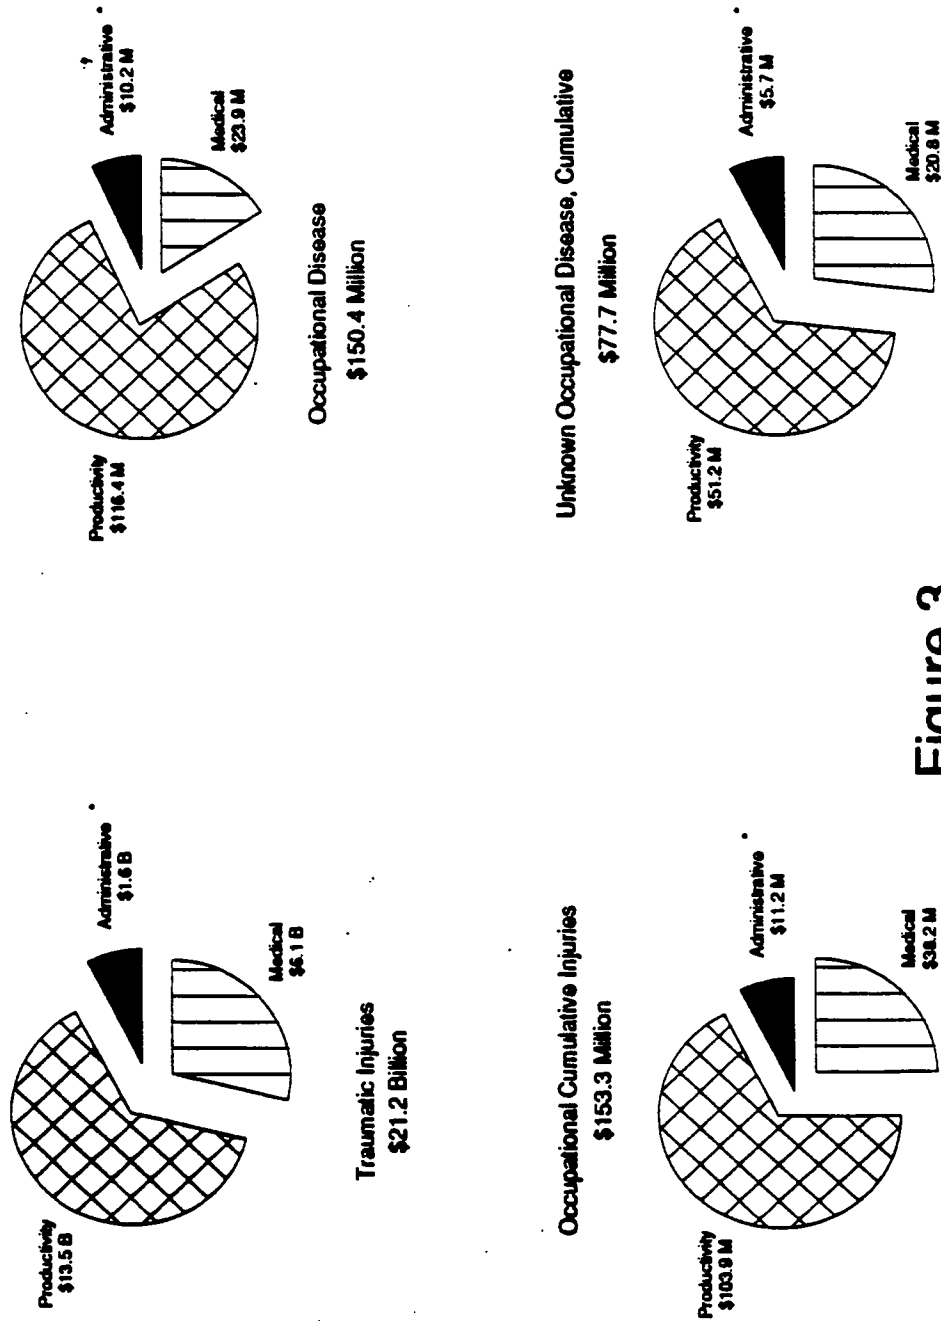 Productivity
$13.5 B
Administrative
$1.6 B
Medical
$6.1 B
Traumatic Injuries
$21.2 Billion
Productivity
$116.4 M
Administrative
$10.2 M
Medical
$23.9 M
Occupational Disease
$150.4 Million
Occupational Cumulative Injuries
$153.3 Million
Productivity
$103.9 M
Administrative
$11.2 M
Medical
$38.2 M
Unknown Occupational Disease, Cumulative
$77.7 Million
Productivity
$51.2 M
Administrative
$5.7 M
Medical
$20.8 M
Figure 3